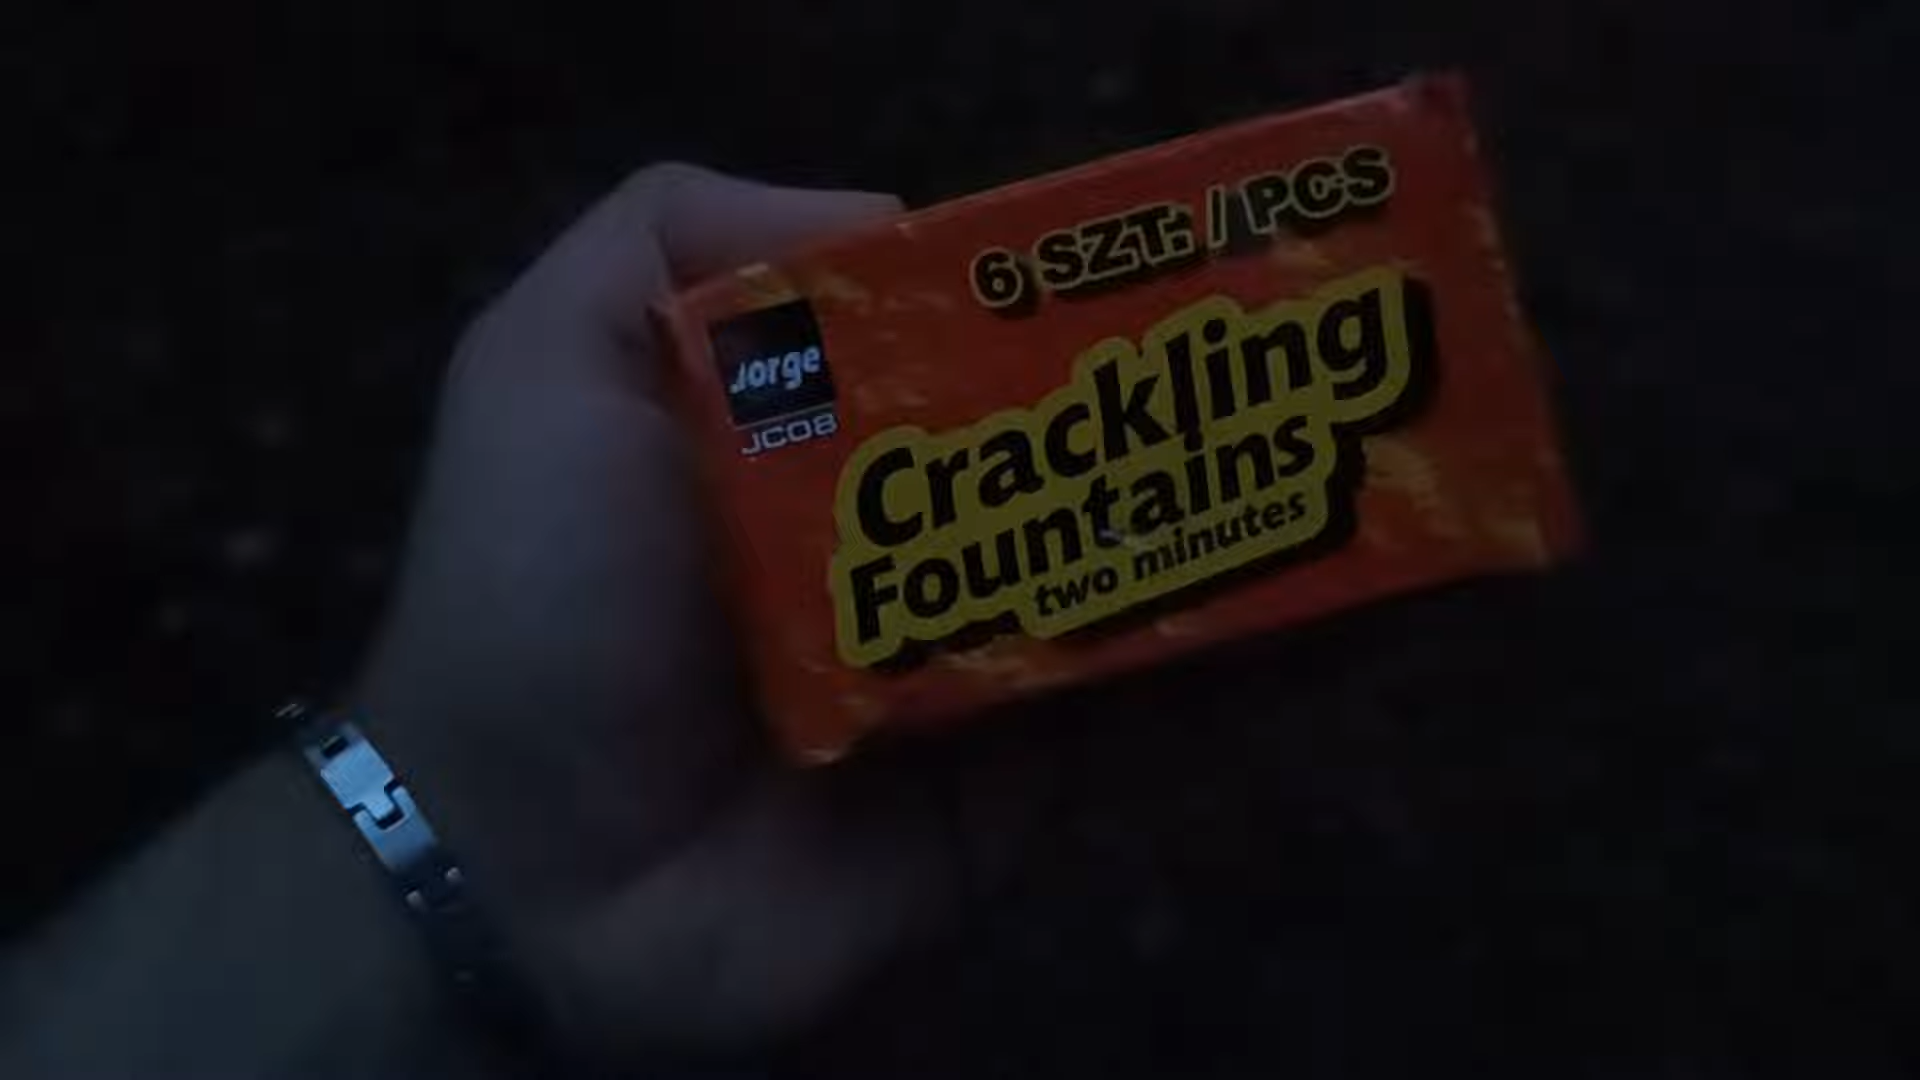 6 SZT. / PCS
Jorge
JC08
Crackling
Fountains
two minutes